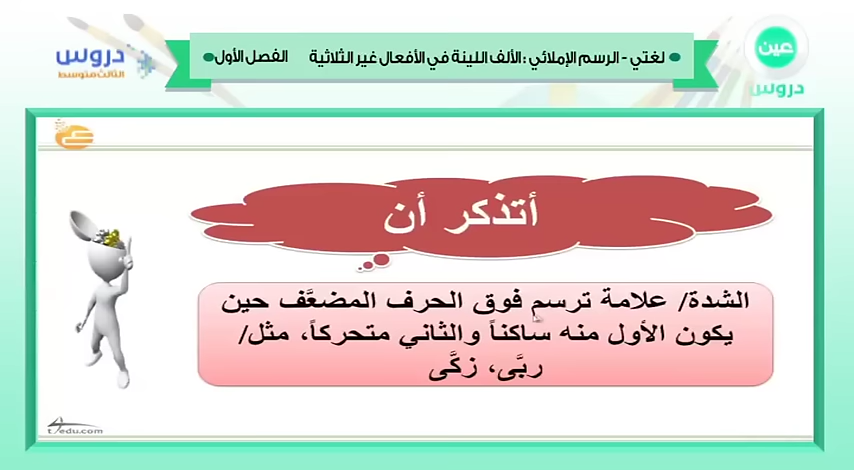 عين
دروس
لغتي - الرسم الإملائي : الألف اللينة في الأفعال غير الثلاثية الفصل الأول
دروس
الثالث متوسط
أتذكر أن
الشدة/ علامة ترسم فوق الحرف المضعَّف حين
يكون الأول منه ساكناً والثاني متحركاً، مثل/
ربَّى، زكَّى
t7edu.com